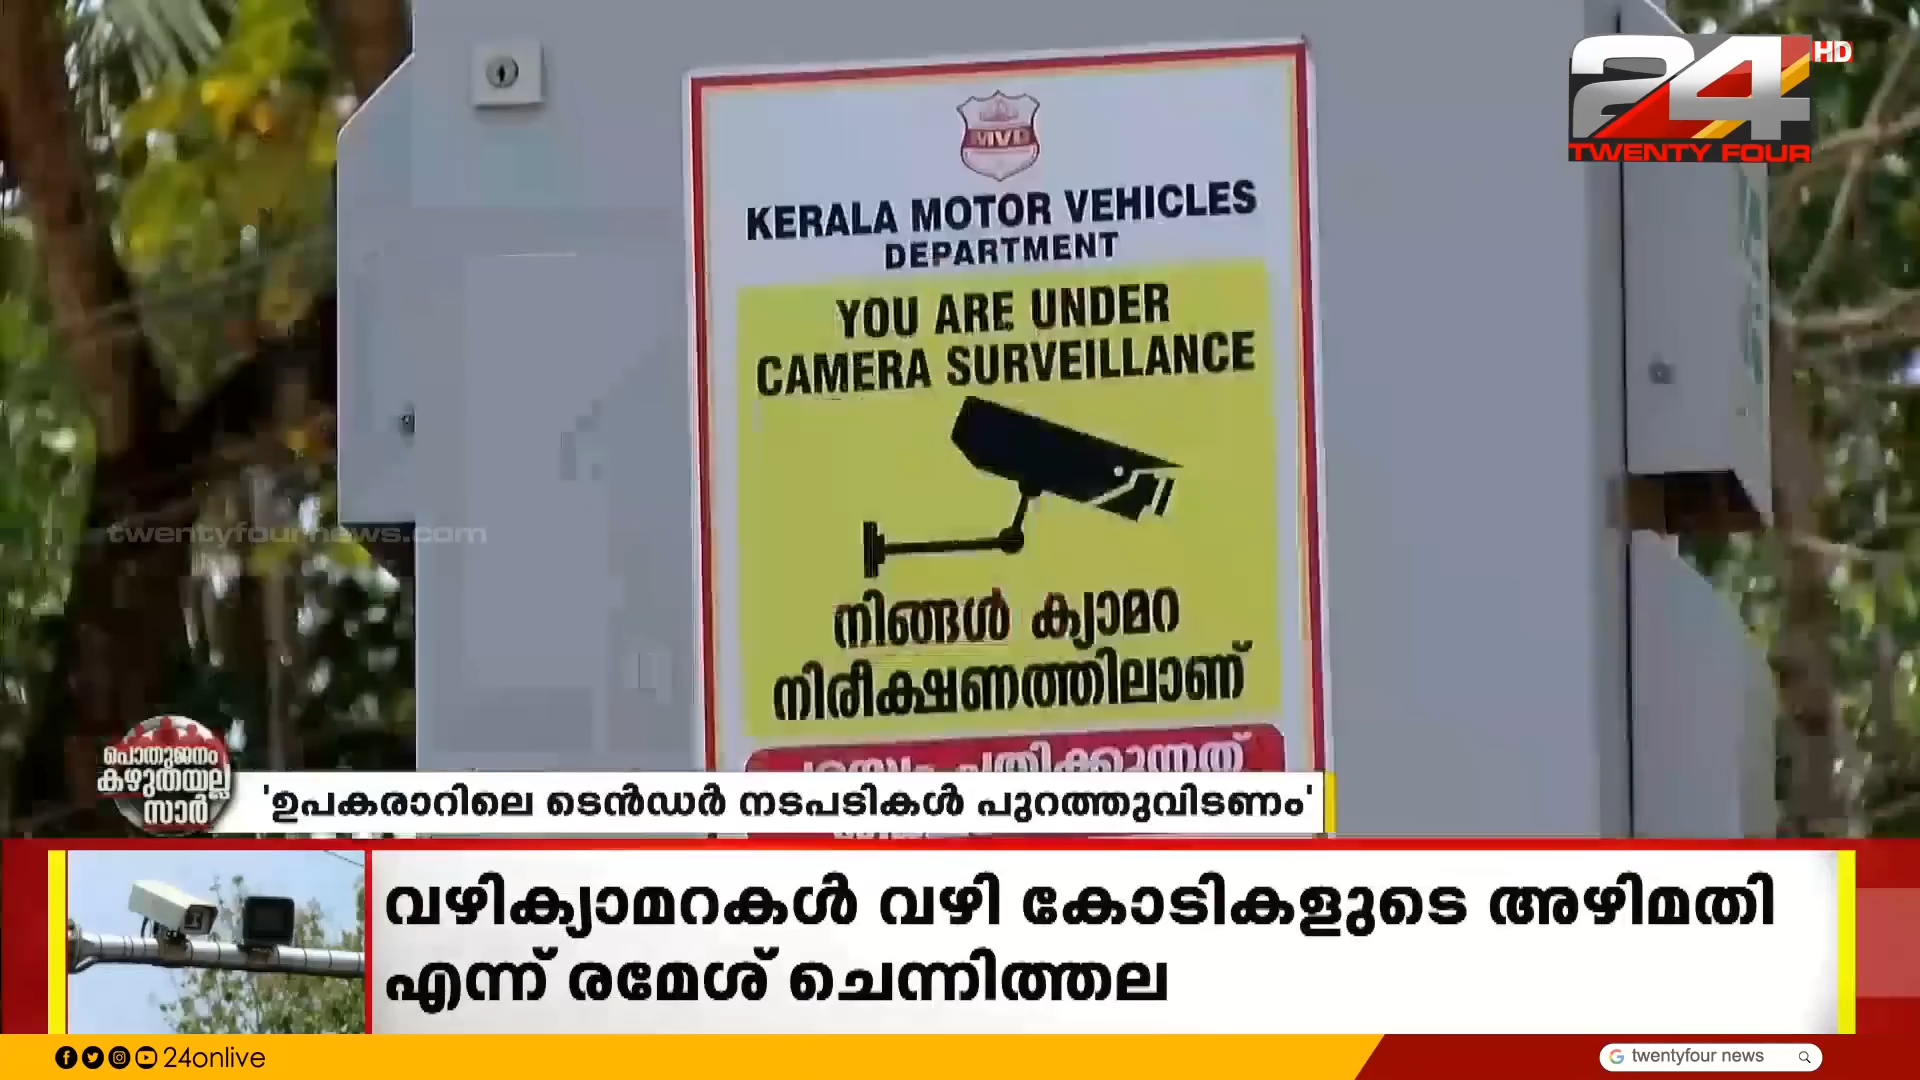 24 HD
TWENTY FOUR
MVD
KERALA MOTOR VEHICLES
DEPARTMENT
YOU ARE UNDER
CAMERA SURVEILLANCE
twentyfournews.com
നിങ്ങൾ ക്യാമറ
നിരീക്ഷണത്തിലാണ്
പതിക്കുന്നത്
പൊതുജനം
കഴുതയല്ല
സാർ
'ഉപകരാറിലെ ടെൻഡർ നടപടികൾ പുറത്തുവിടണം'
വഴിക്യാമറകൾ വഴി കോടികളുടെ അഴിമതി
എന്ന് രമേശ് ചെന്നിത്തല
24onlive
twentyfour news